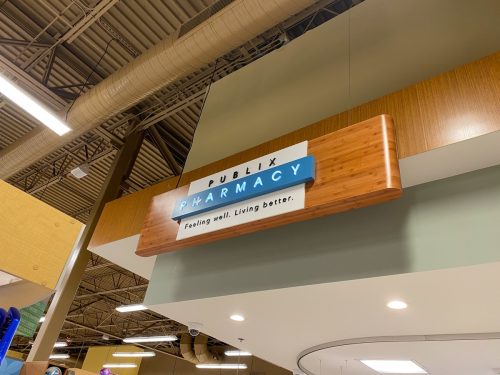 PUBLIX
PHARMACY
Feeling well. Living better.